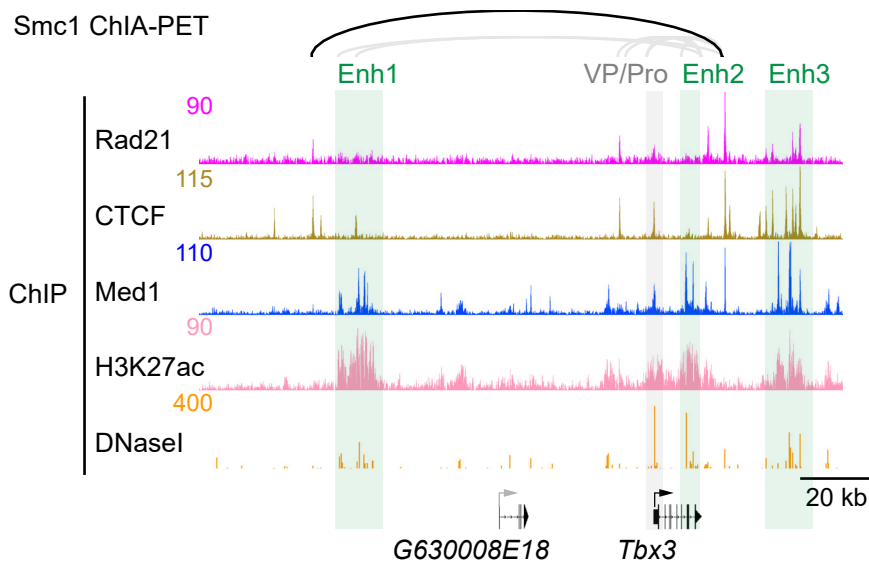 Smc1 ChIA-PET
Enh1
VP/Pro
Enh2
Enh3
90
Rad21
115
CTCF
110
ChIP
Med1
90
H3K27ac
400
DNaseI
20 kb
G630008E18
Tbx3